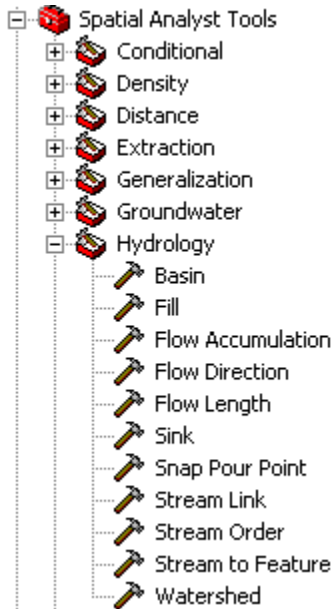 Spatial Analyst Tools
Conditional
Density
Distance
Extraction
Generalization
Groundwater
Hydrology
Basin
Fill
Flow Accumulation
Flow Direction
Flow Length
Sink
Snap Pour Point
Stream Link
Stream Order
Stream to Feature
Watershed